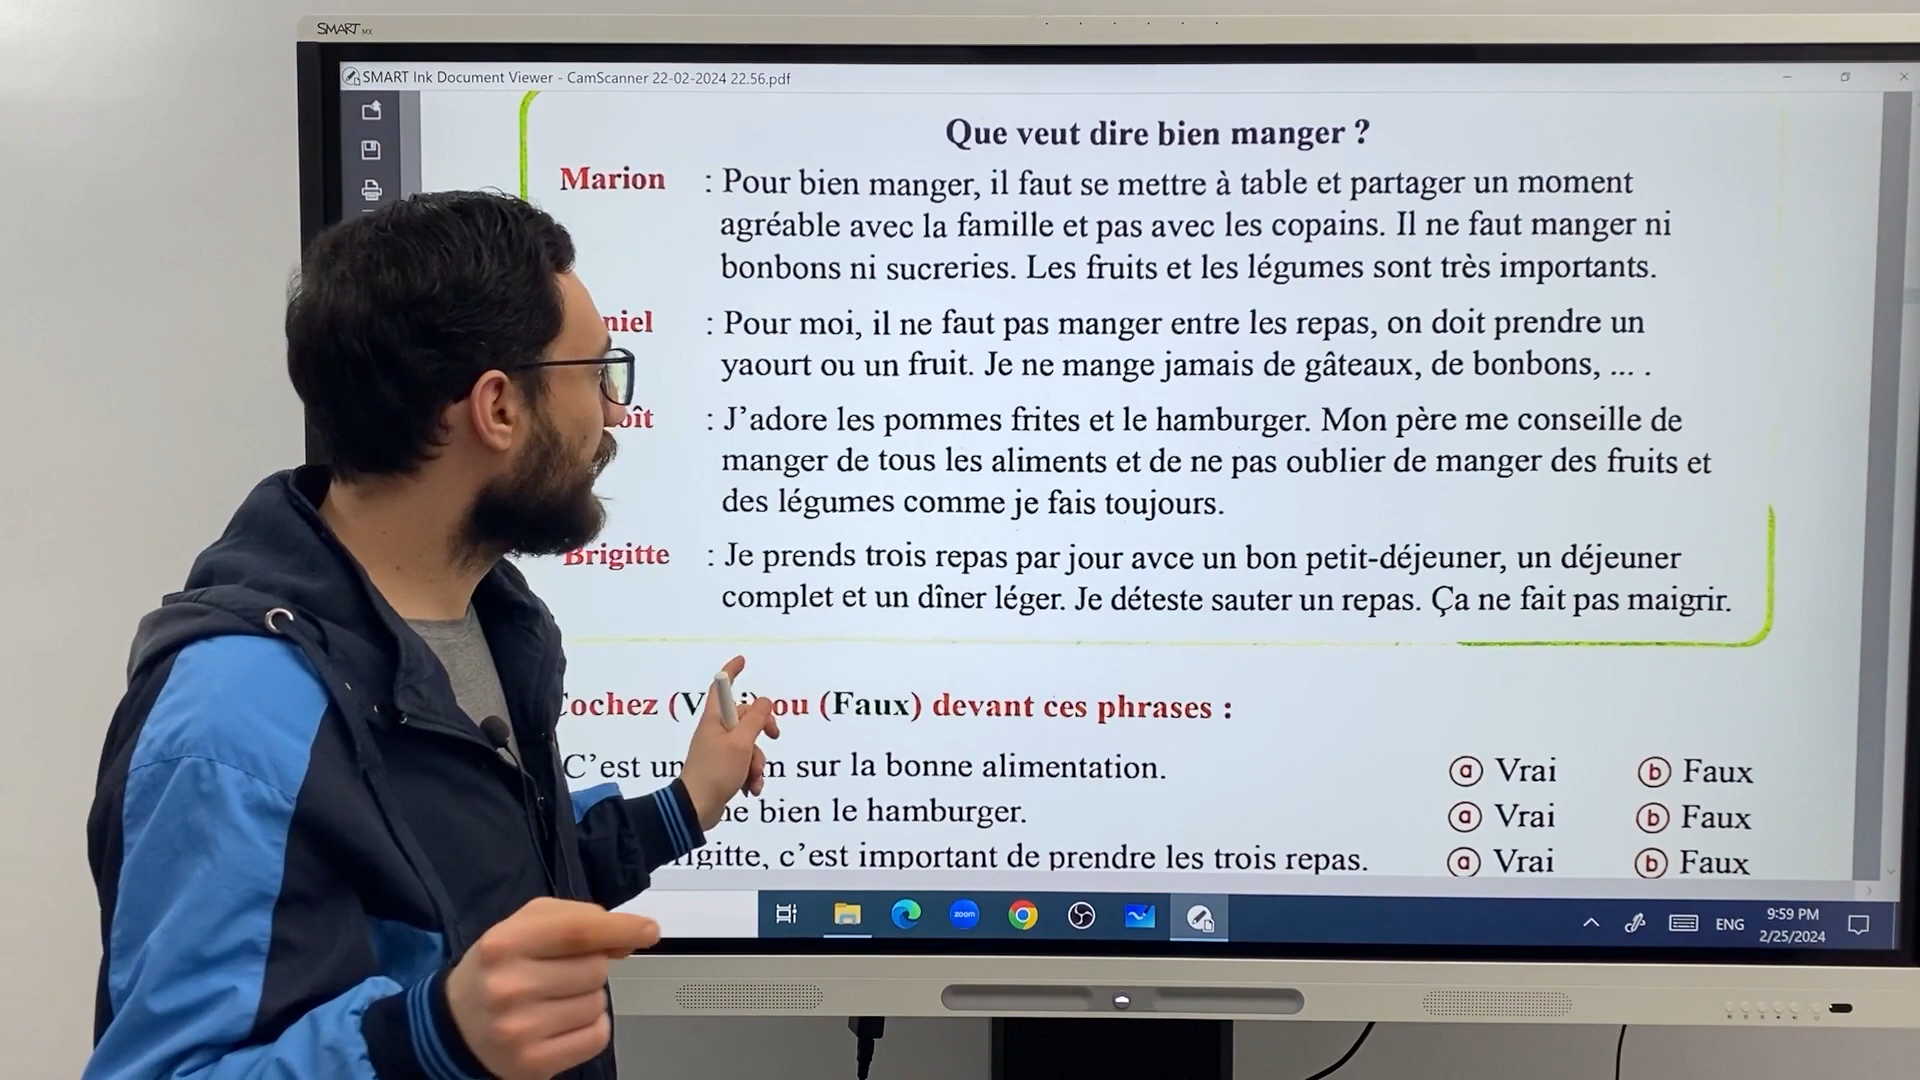 SMART MX
SMART Ink Document Viewer - CamScanner 22-02-2024 22.56.pdf
Que veut dire bien manger ?
Marion : Pour bien manger, il faut se mettre à table et partager un moment
agréable avec la famille et pas avec les copains. Il ne faut manger ni
bonbons ni sucreries. Les fruits et les légumes sont très importants.
: Pour moi, il ne faut pas manger entre les repas, on doit prendre un
yaourt ou un fruit. Je ne mange jamais de gâteaux, de bonbons, ... .
: J'adore les pommes frites et le hamburger. Mon père me conseille de
manger de tous les aliments et de ne pas oublier de manger des fruits et
des légumes comme je fais toujours.
Brigitte : Je prends trois repas par jour avce un bon petit-déjeuner, un déjeuner
complet et un dîner léger. Je déteste sauter un repas. Ça ne fait pas maigrir.
Cochez (Vrai) ou (Faux) devant ces phrases :
C'est un sur la bonne alimentation. a Vrai b Faux
bien le hamburger. a Vrai b Faux
Brigitte, c'est important de prendre les trois repas. a Vrai b Faux
zoom
ENG
9:59 PM
2/25/2024